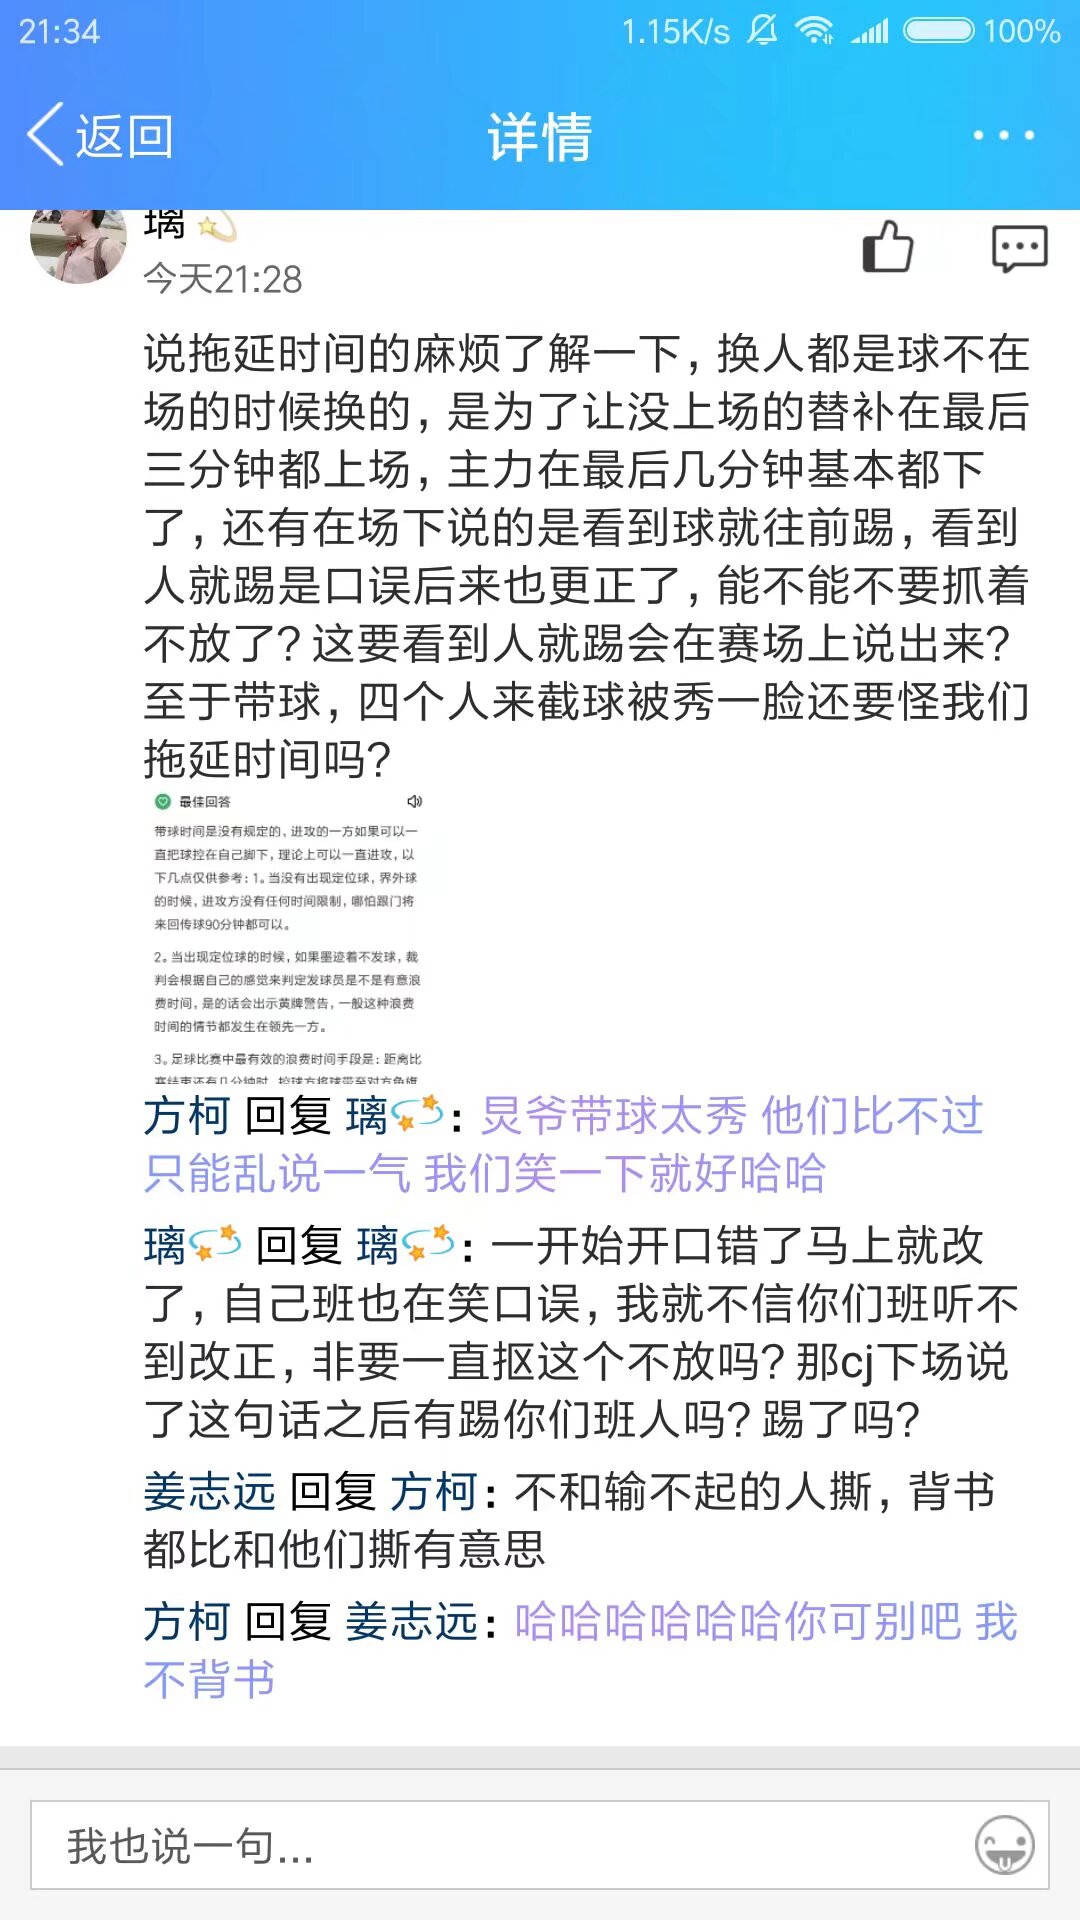 21:34
1.15K/s
100%
返回
详情
璃
今天21:28
说拖延时间的麻烦了解一下，换人都是球不在
场的时候换的，是为了让没上场的替补在最后
三分钟都上场，主力在最后几分钟基本都下
了，还有在场下说的是看到球就往前踢，看到
人就踢是口误后来也更正了，能不能不要抓着
不放了？这要看到人就踢会在赛场上说出来？
至于带球，四个人来截球被秀一脸还要怪我们
拖延时间吗？
最佳回答
带球时间是没有规定的，进攻的一方如果可以一
直把球控在自己脚下，理论上可以一直进攻，以
下几点仅供参考：1。当没有出现定位球，界外球
的时候，进攻方没有任何时间限制，哪怕跟门将
来回传球90分钟都可以。
2。当出现定位球的时候，如果墨迹着不发球，裁
判会根据自己的感觉来判定发球员是不是有意浪
费时间，是的话会出示黄牌警告，一般这种浪费
时间的情节都发生在领先一方。
3。足球比赛中最有效的浪费时间手段是：距离比
赛结束还有几分钟时，控球方将球带至对方角旗
方柯 回复 璃：炅爷带球太秀 他们比不过
只能乱说一气 我们笑一下就好哈哈
璃 回复 璃：一开始开口错了马上就改
了，自己班也在笑口误，我就不信你们班听不
到改正，非要一直抠这个不放吗？那cj下场说
了这句话之后有踢你们班人吗？踢了吗？
姜志远 回复 方柯：不和输不起的人撕，背书
都比和他们撕有意思
方柯 回复 姜志远：哈哈哈哈哈哈你可别吧 我
不背书
我也说一句...